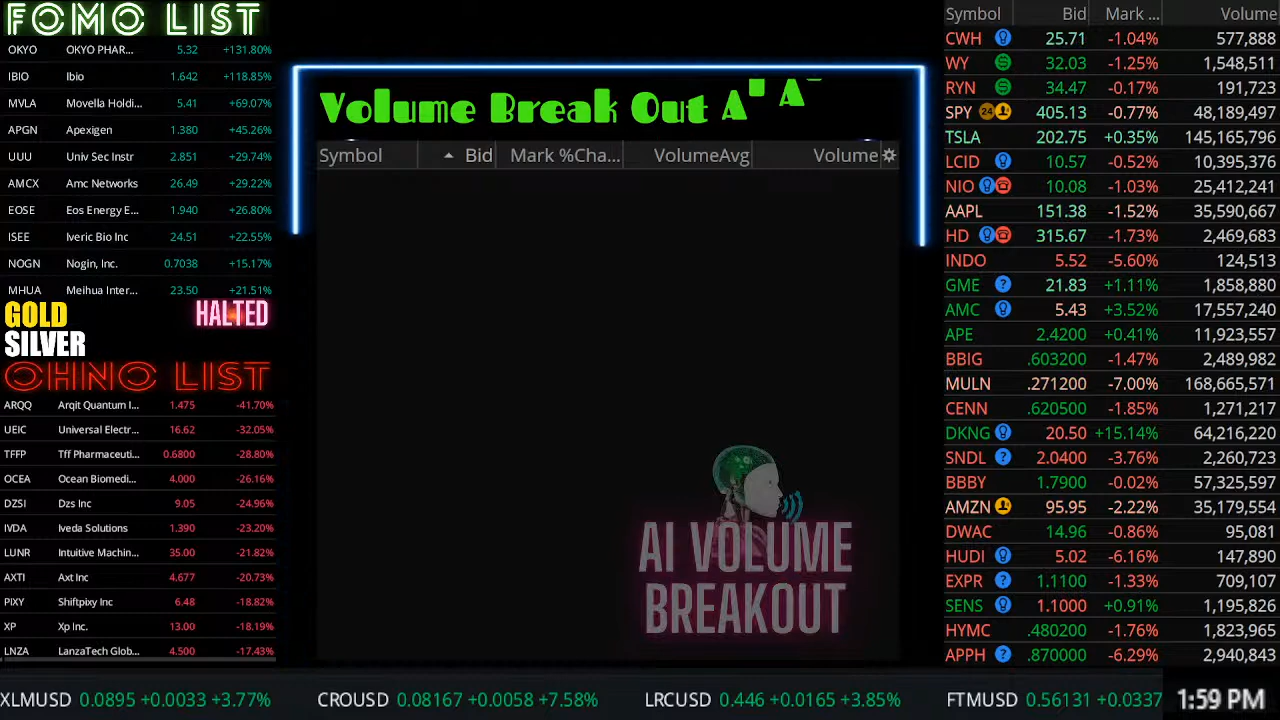 FOMO LIST
OKYO OKYO PHAR... 5.32 +131.80%
IBIO Ibio 1.642 +118.85%
MVLA Movella Holdi... 5.41 +69.07%
APGN Apexigen 1.380 +45.26%
UUU Univ Sec Instr 2.851 +29.74%
AMCX Amc Networks 26.49 +29.22%
EOSE Eos Energy E... 1.940 +26.80%
ISEE Iveric Bio Inc 24.51 +22.55%
NOGN Nogin, Inc. 0.7038 +15.17%
MHUA Meihua Inter... 23.50 +21.51%
GOLD HALTED
SILVER
OHNO LIST
ARQQ Arqit Quantum I... 1.475 -41.70%
UEIC Universal Electr... 16.62 -32.05%
TFFP Tff Pharmaceuti... 0.6800 -28.80%
OCEA Ocean Biomedi... 4.000 -26.16%
DZSI Dzs Inc 9.05 -24.96%
IVDA Iveda Solutions 1.390 -23.20%
LUNR Intuitive Machin... 35.00 -21.82%
AXTI Axt Inc 4.677 -20.73%
PIXY Shiftpixy Inc 6.48 -18.82%
XP Xp Inc. 13.00 -18.19%
LNZA LanzaTech Glob... 4.500 -17.43%
Volume Break Out A
Symbol Bid Mark %Cha... VolumeAvg Volume
AI VOLUME
BREAKOUT
Symbol Bid Mark ... Volume
CWH 25.71 -1.04% 577,888
WY 32.03 -1.25% 1,548,511
RYN 34.47 -0.17% 191,723
SPY 24 405.13 -0.77% 48,189,497
TSLA 202.75 +0.35% 145,165,796
LCID 10.57 -0.52% 10,395,376
NIO 10.08 -1.03% 25,412,241
AAPL 151.38 -1.52% 35,590,667
HD 315.67 -1.73% 2,469,683
INDO 5.52 -5.60% 124,513
GME 21.83 +1.11% 1,858,880
AMC 5.43 +3.52% 17,557,240
APE 2.4200 +0.41% 11,923,557
BBIG .603200 -1.47% 2,489,982
MULN .271200 -7.00% 168,665,571
CENN .620500 -1.85% 1,271,217
DKNG 20.50 +15.14% 64,216,220
SNDL 2.0400 -3.76% 2,260,723
BBBY 1.7900 -0.02% 57,325,597
AMZN 95.95 -2.22% 35,179,554
DWAC 14.96 -0.86% 95,081
HUDI 5.02 -6.16% 147,890
EXPR 1.1100 -1.33% 709,107
SENS 1.1000 +0.91% 1,195,826
HYMC .480200 -1.76% 1,823,965
APPH .870000 -6.29% 2,940,843
XLMUSD 0.0895 +0.0033 +3.77% CROUSD 0.08167 +0.0058 +7.58% LRCUSD 0.446 +0.0165 +3.85% FTMUSD 0.56131 +0.0337 1:59 PM